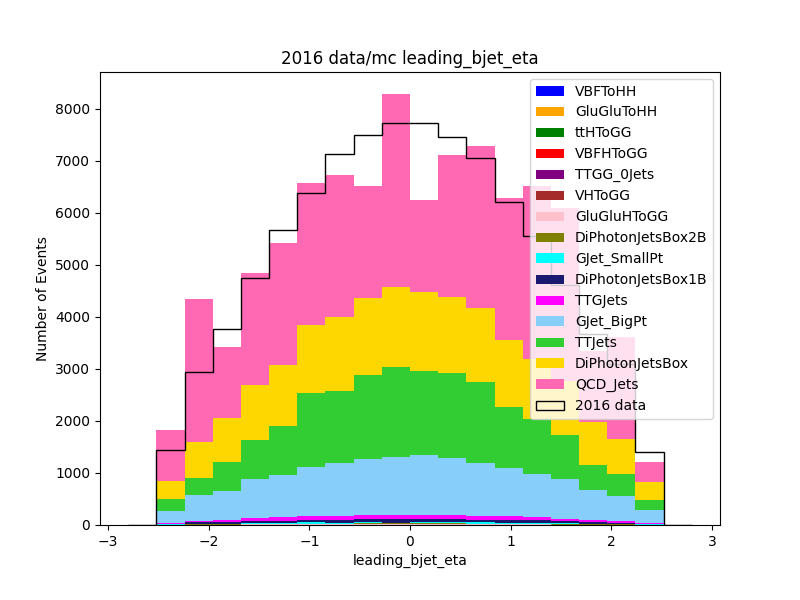 2016 data/mc leading_bjet_eta
Number of Events
8000
7000
6000
5000
4000
3000
2000
1000
0
−3
−2
−1
0
1
2
3
leading_bjet_eta
VBFToHH
GluGluToHH
ttHToGG
VBFHToGG
TTGG_0Jets
VHToGG
GluGluHToGG
DiPhotonJetsBox2B
GJet_SmallPt
DiPhotonJetsBox1B
TTGJets
GJet_BigPt
TTJets
DiPhotonJetsBox
QCD_Jets
2016 data